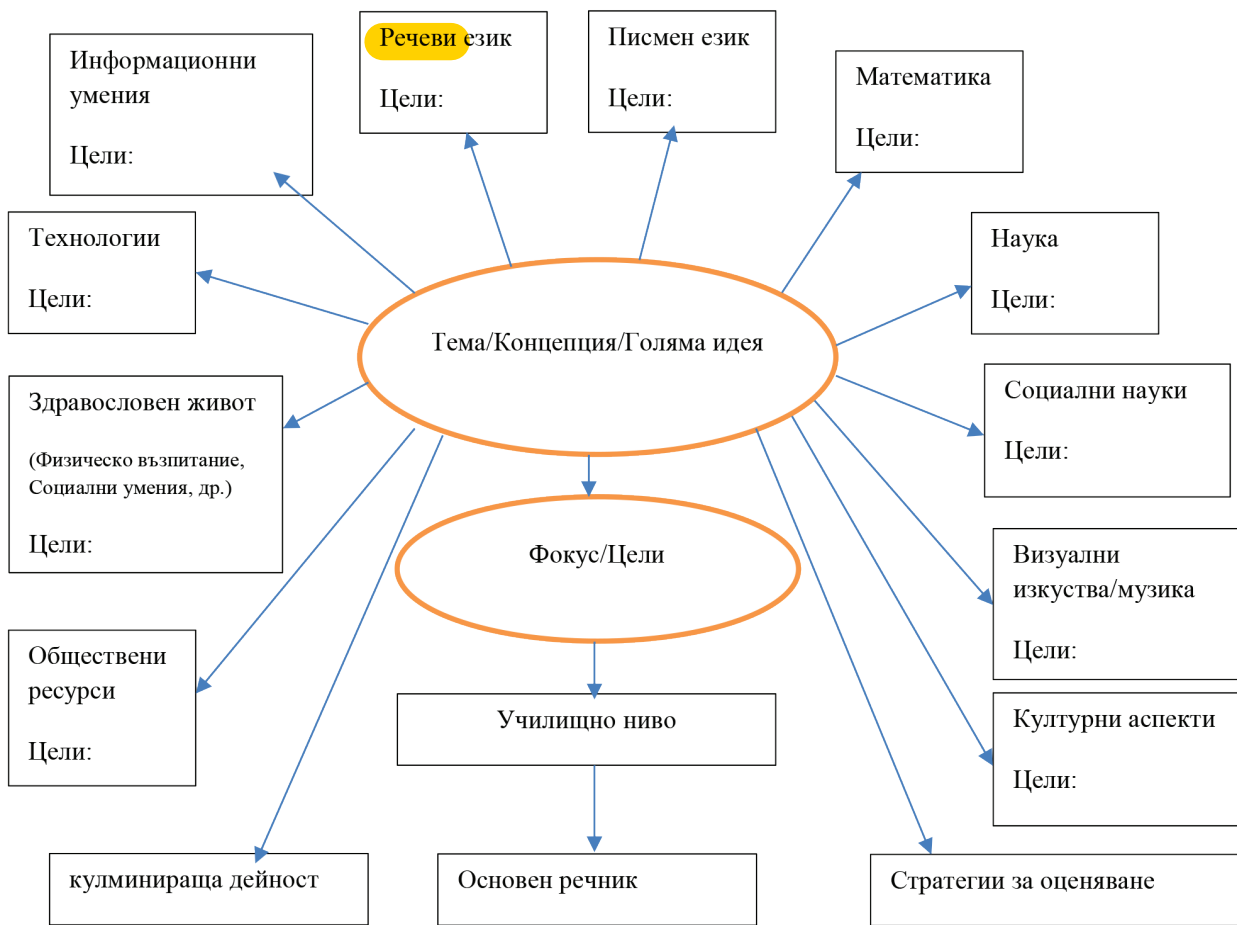 Информационни
умения
Цели:
Речеви език
Цели:
Писмен език
Цели:
Математика
Цели:
Технологии
Цели:
Наука
Цели:
Тема/Концепция/Голяма идея
Здравословен живот
(Физическо възпитание,
Социални умения, др.)
Цели:
Социални науки
Цели:
Фокус/Цели
Визуални
изкуства/музика
Цели:
Обществени
ресурси
Цели:
Училищно ниво
Културни аспекти
Цели:
кулминираща дейност
Основен речник
Стратегии за оценяване